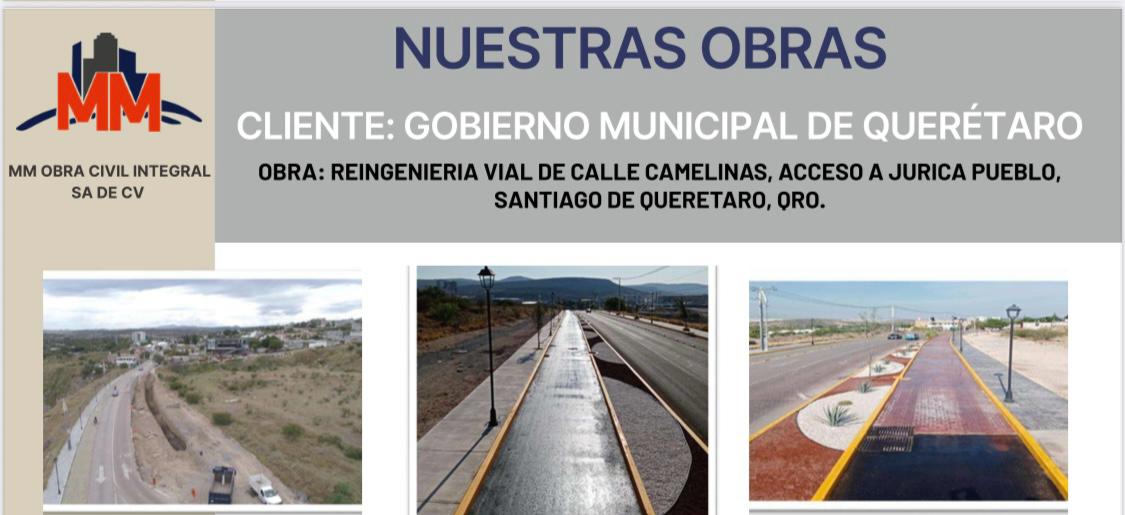 MM
MM OBRA CIVIL INTEGRAL
SA DE CV
NUESTRAS OBRAS
CLIENTE: GOBIERNO MUNICIPAL DE QUERÉTARO
OBRA: REINGENIERIA VIAL DE CALLE CAMELINAS, ACCESO A JURICA PUEBLO,
SANTIAGO DE QUERETARO, QRO.